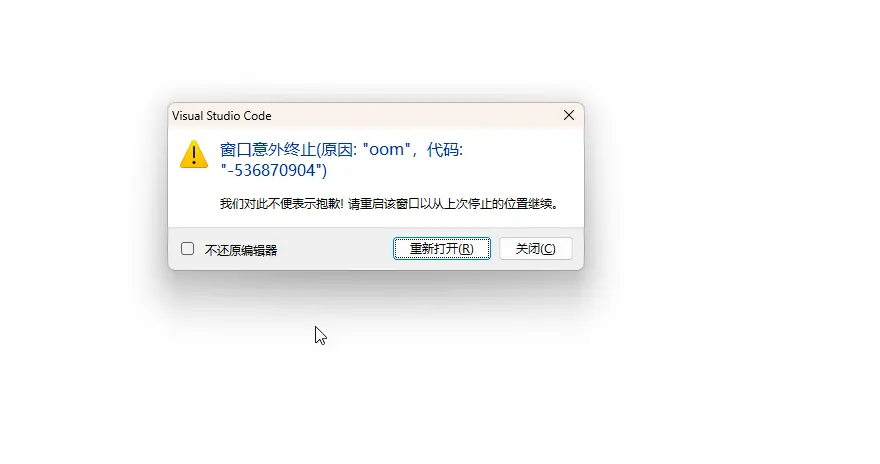 Visual Studio Code
窗口意外终止(原因: "oom"，代码:
"-536870904")
我们对此不便表示抱歉! 请重启该窗口以从上次停止的位置继续。
不还原编辑器
重新打开(R)
关闭(C)